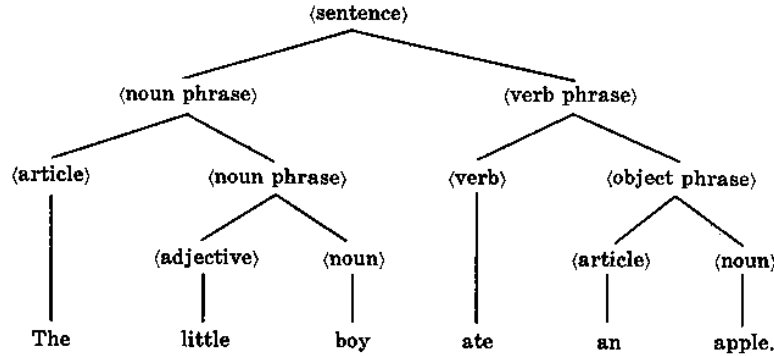 ⟨sentence⟩
⟨noun phrase⟩ ⟨verb phrase⟩
⟨article⟩ ⟨noun phrase⟩ ⟨verb⟩ ⟨object phrase⟩
⟨adjective⟩ ⟨noun⟩ ⟨article⟩ ⟨noun⟩
The little boy ate an apple.